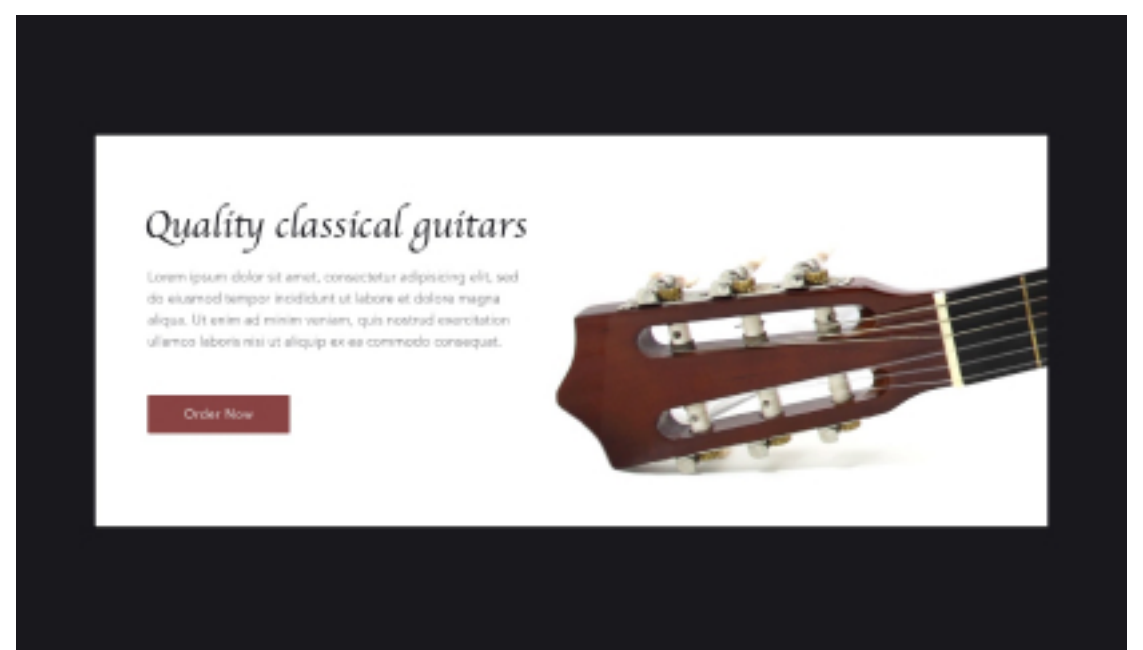 Quality classical guitars
Lorem ipsum dolor sit amet, consectetur adipisicing elit, sed
do eiusmod tempor incididunt ut labore et dolore magna
aliqua. Ut enim ad minim veniam, quis nostrud exercitation
ullamco laboris nisi ut aliquip ex ea commodo consequat.
Order Now